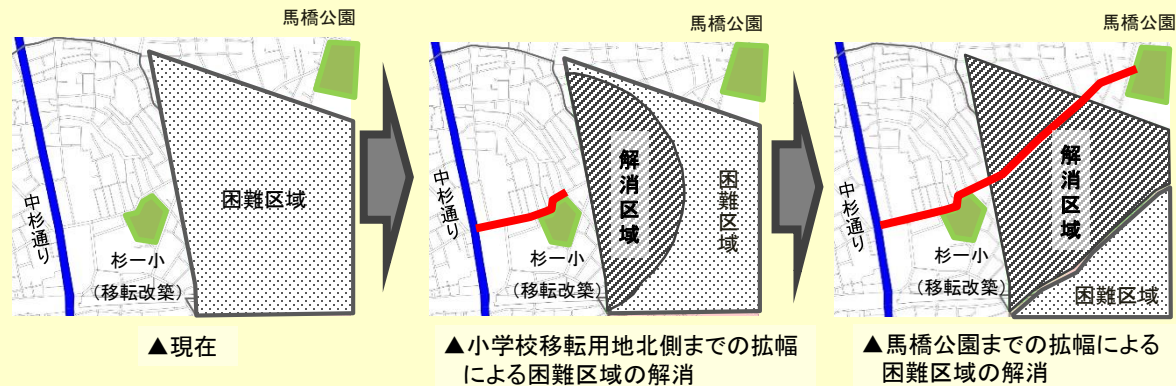 馬橋公園
困難区域
中杉通り
杉一小
（移転改築）
▲現在
馬橋公園
解消区域
困難区域
中杉通り
杉一小
（移転改築）
▲小学校移転用地北側までの拡幅
による困難区域の解消
馬橋公園
解消区域
中杉通り
杉一小
（移転改築）
困難区域
▲馬橋公園までの拡幅による
困難区域の解消